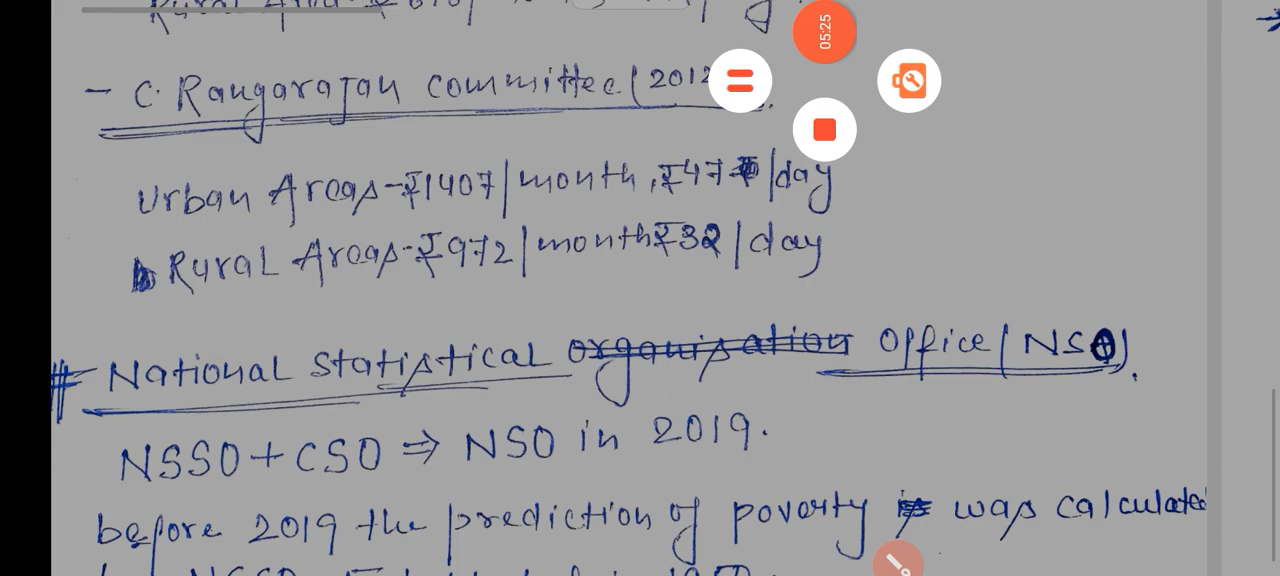 05:25
- C. Rangarajan committee (2012
Urban Areas-₹1407/month, ₹47/day
Rural Areas-₹972/month ₹32/day
# National Statistical organisation Office (NSO).
NSSO + CSO ⇒ NSO in 2019.
before 2019 the prediction of poverty was calculated